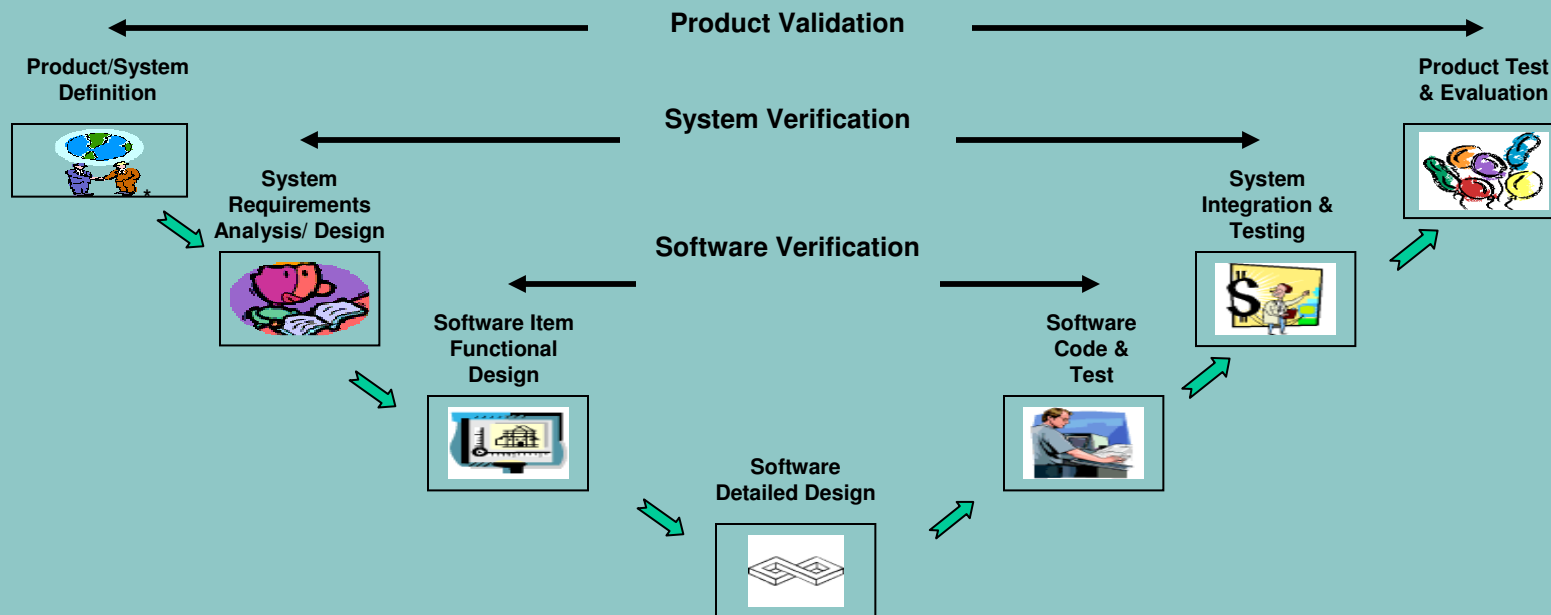 Product Validation
Product/System
Definition
Product Test
& Evaluation
System Verification
*
System
Requirements
Analysis/ Design
System
Integration &
Testing
Software Verification
Software Item
Functional
Design
Software
Code &
Test
Software
Detailed Design
$